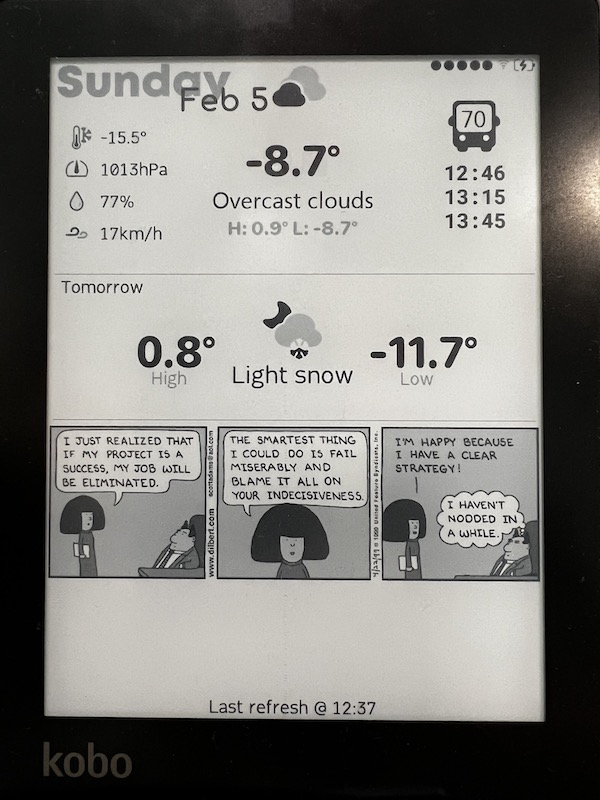 Sunday
Feb 5
-15.5°
1013hPa
77%
17km/h
-8.7°
Overcast clouds
H: 0.9° L: -8.7°
70
12:46
13:15
13:45
Tomorrow
0.8°
High
Light snow
-11.7°
Low
I JUST REALIZED THAT
IF MY PROJECT IS A
SUCCESS, MY JOB WILL
BE ELIMINATED.
www.dilbert.com scottadams@aol.com
THE SMARTEST THING
I COULD DO IS FAIL
MISERABLY AND
BLAME IT ALL ON
YOUR INDECISIVENESS.
4/22/99 © 1999 United Feature Syndicate, Inc.
I'M HAPPY BECAUSE
I HAVE A CLEAR
STRATEGY!
I HAVEN'T
NODDED IN
A WHILE.
Last refresh @ 12:37
kobo